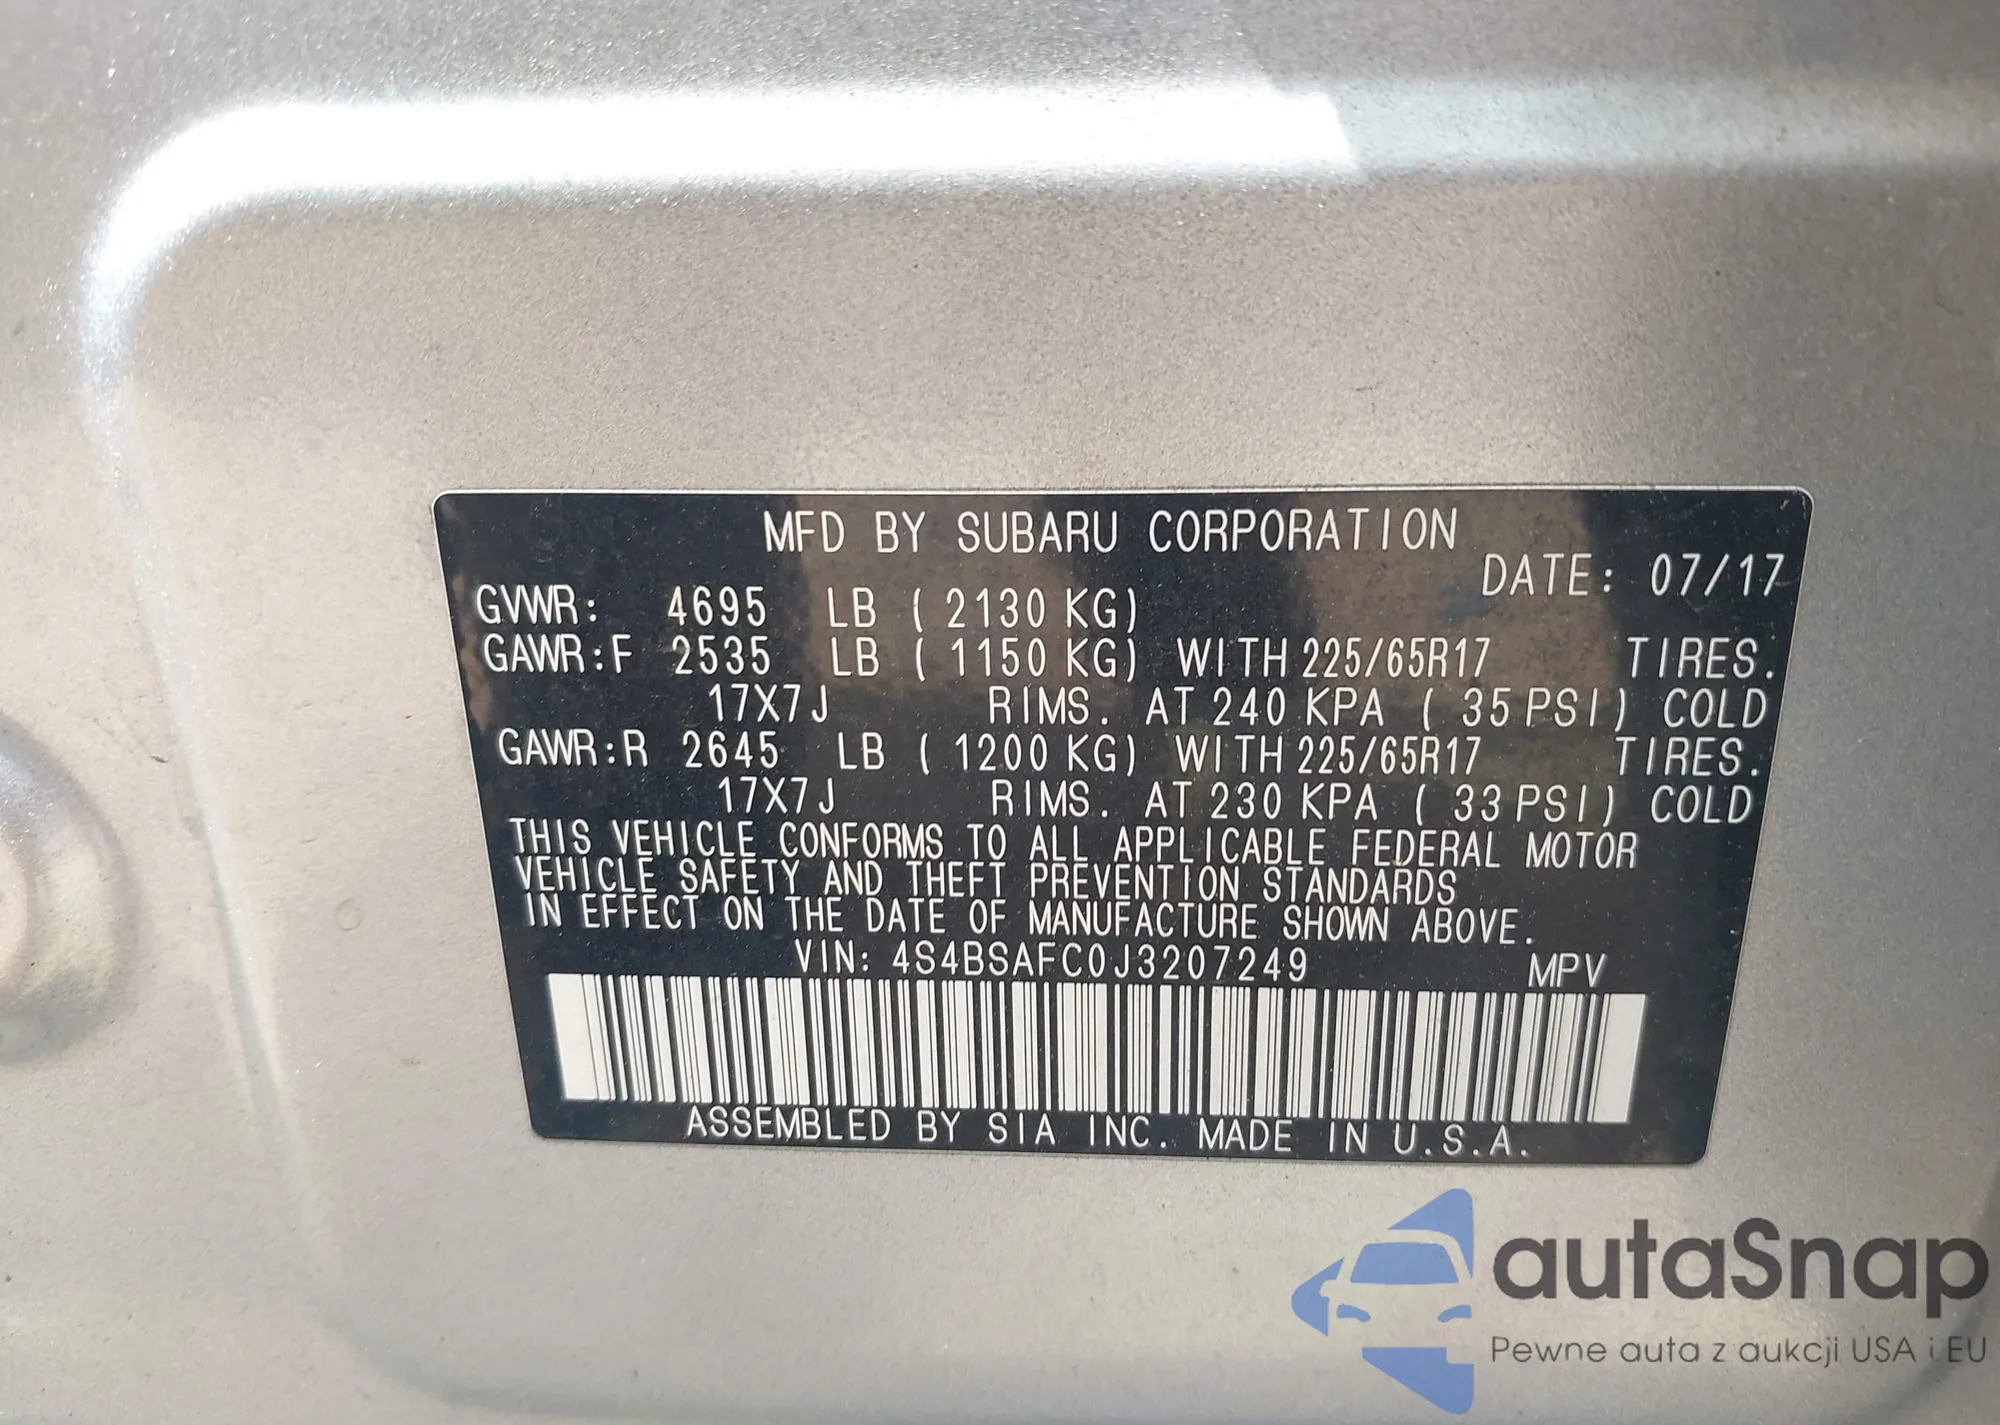 MFD BY SUBARU CORPORATION
DATE: 07/17
GVWR: 4695 LB ( 2130 KG)
GAWR:F 2535 LB ( 1150 KG) WITH 225/65R17 TIRES.
17X7J RIMS. AT 240 KPA ( 35 PSI) COLD
GAWR:R 2645 LB ( 1200 KG) WITH 225/65R17 TIRES.
17X7J RIMS. AT 230 KPA ( 33 PSI) COLD
THIS VEHICLE CONFORMS TO ALL APPLICABLE FEDERAL MOTOR
VEHICLE SAFETY AND THEFT PREVENTION STANDARDS
IN EFFECT ON THE DATE OF MANUFACTURE SHOWN ABOVE.
VIN: 4S4BSAFC0J3207249 MPV
ASSEMBLED BY SIA INC. MADE IN U.S.A.
autaSnap
Pewne auta z aukcji USA i EU